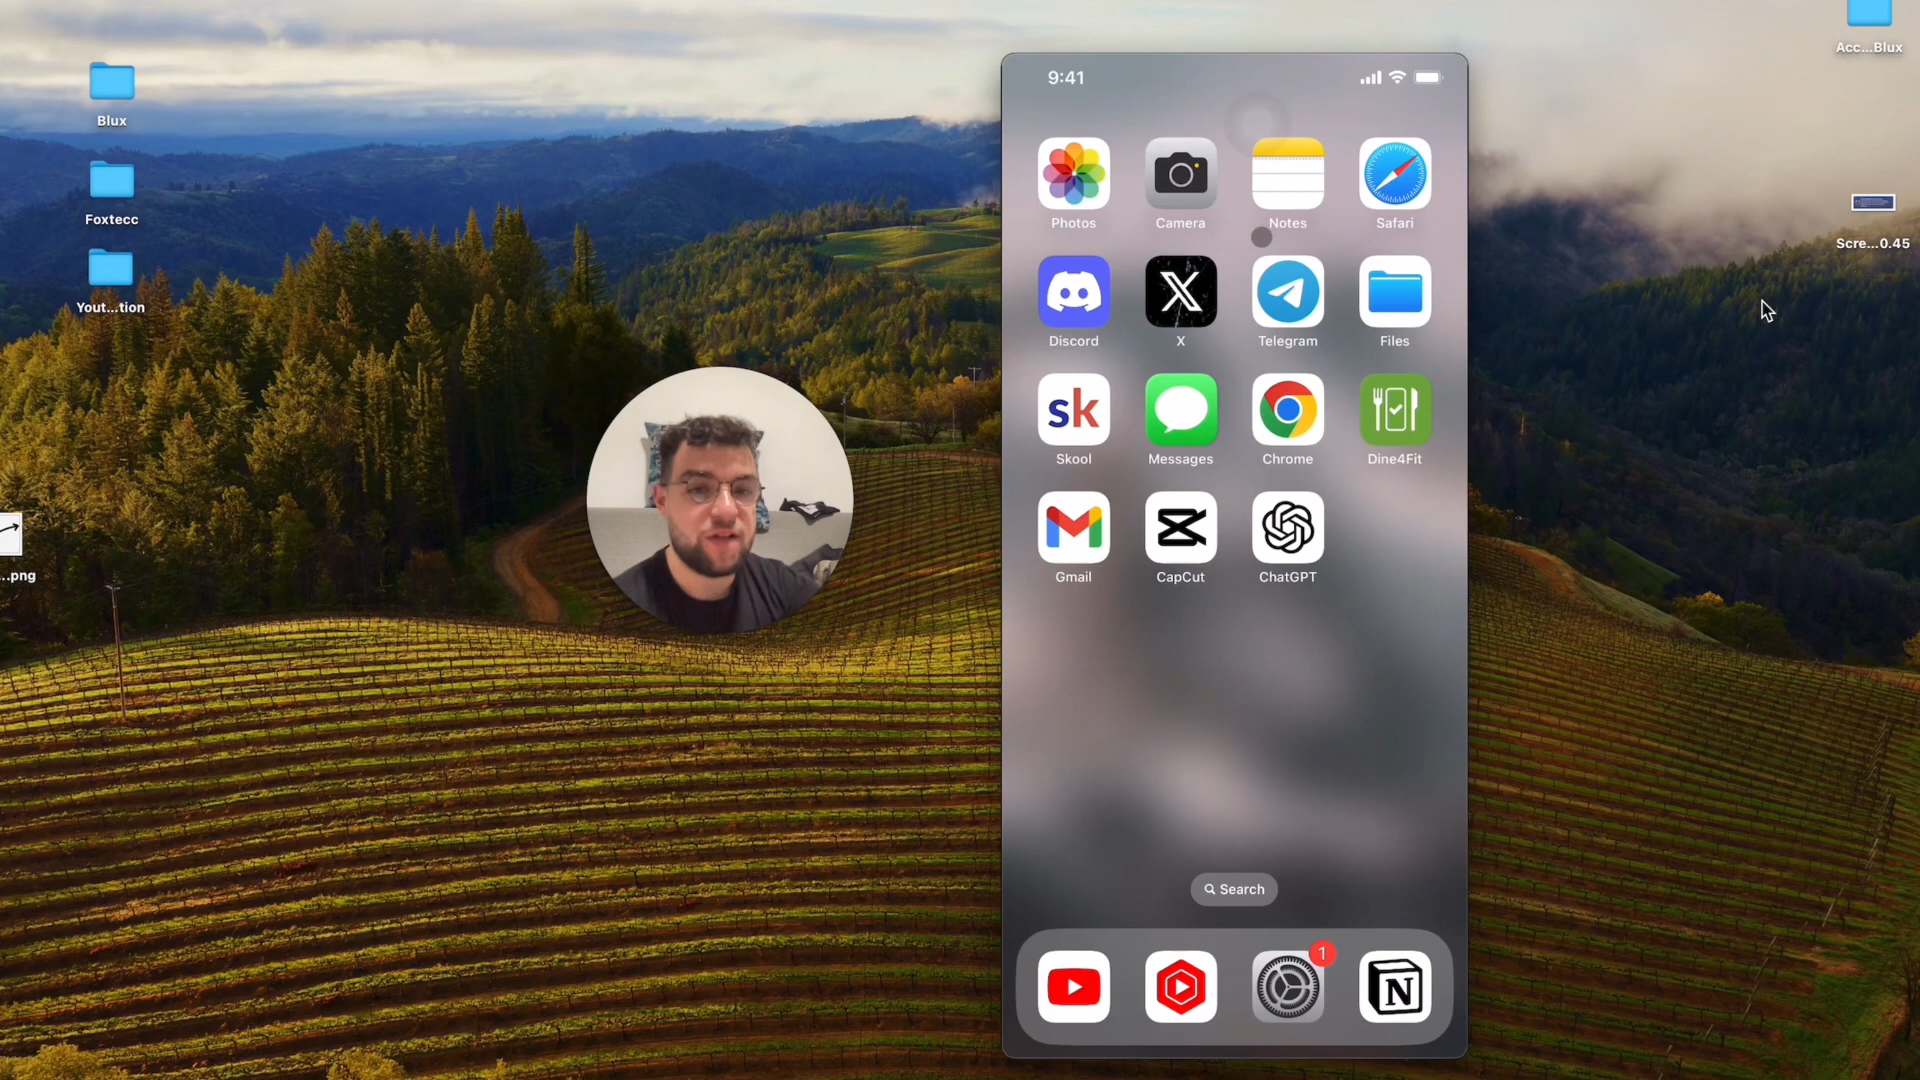 Acc...Blux
Blux
Foxtecc
Yout...tion
...png
Scre...0.45
9:41
Photos
Camera
Notes
Safari
Discord
X
Telegram
Files
sk
Skool
Messages
Chrome
Dine4Fit
Gmail
CapCut
ChatGPT
Search
1
N